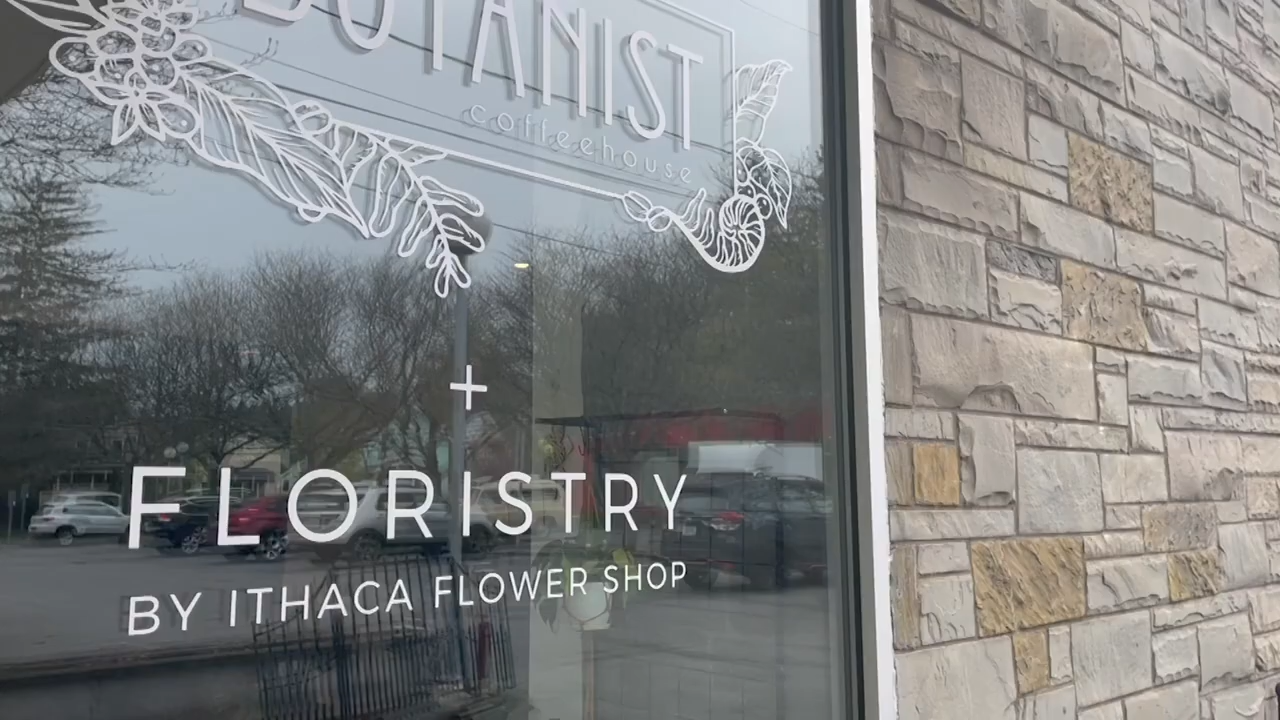 BOTANIST
coffeehouse
+
FLORISTRY
BY ITHACA FLOWER SHOP